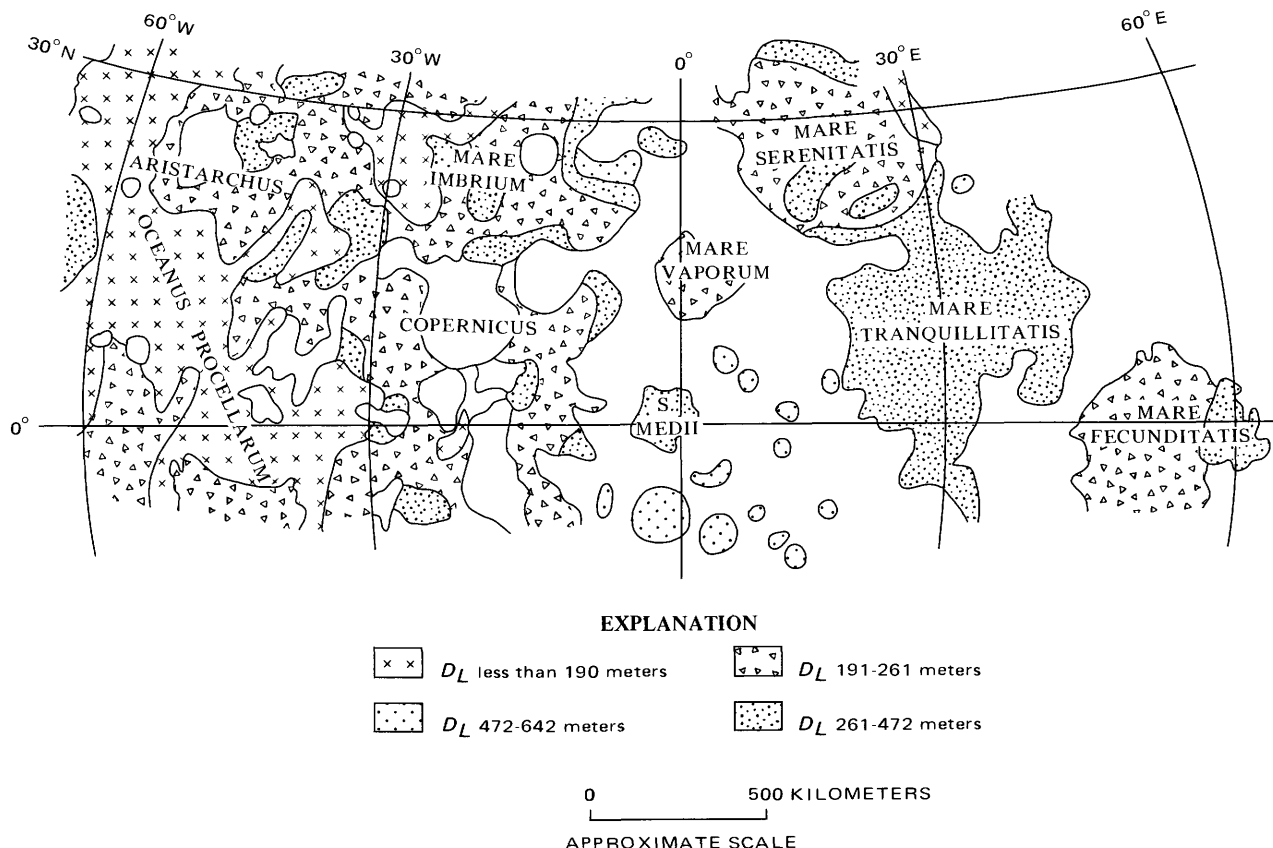 60°W
30°N
30°W
0°
30°E
60°E
MARE
SERENITATIS
MARE
IMBRIUM
ARISTARCHUS
OCEANUS PROCELLARUM
MARE
VAPORUM
COPERNICUS
MARE
TRANQUILLITATIS
S.
MEDII
MARE
FECUNDITATIS
0°
EXPLANATION
D_L less than 190 meters
D_L 191-261 meters
D_L 472-642 meters
D_L 261-472 meters
0 500 KILOMETERS
APPROXIMATE SCALE